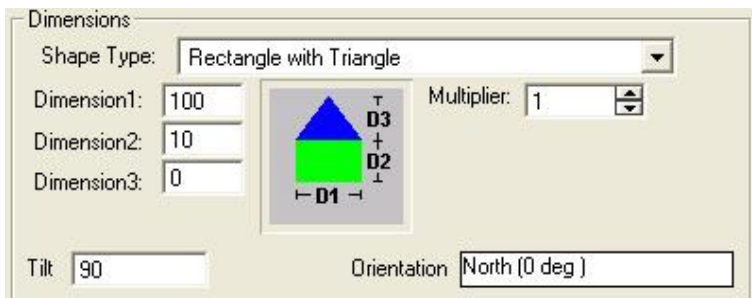 Dimensions
Shape Type: Rectangle with Triangle
Dimension1: 100
Multiplier: 1
D3
Dimension2: 10
D2
Dimension3: 0
D1
Tilt 90 Orientation North (0 deg )